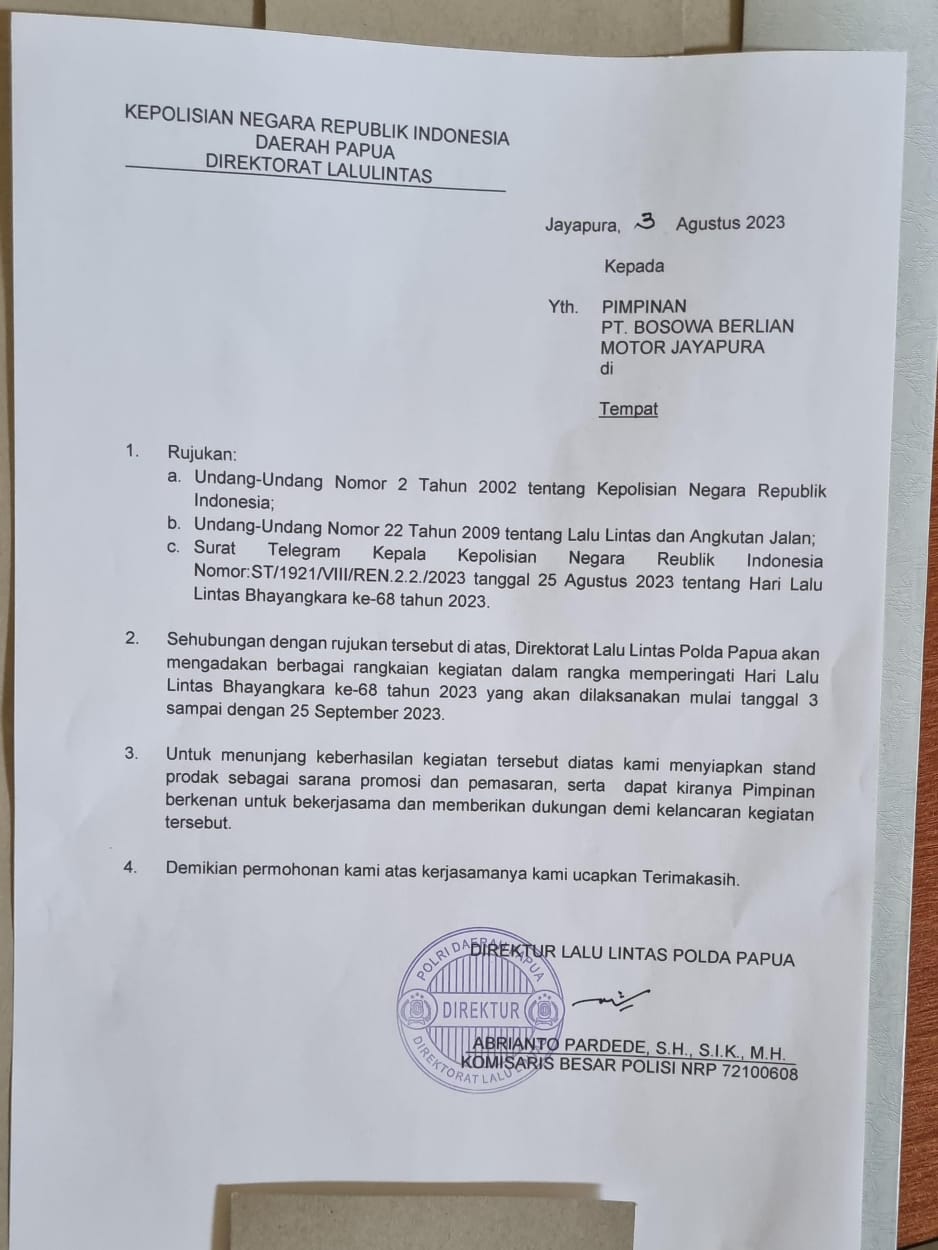 KEPOLISIAN NEGARA REPUBLIK INDONESIA
DAERAH PAPUA
DIREKTORAT LALULINTAS
Jayapura, 3 Agustus 2023
Kepada
Yth. PIMPINAN
PT. BOSOWA BERLIAN
MOTOR JAYAPURA
di
Tempat
1. Rujukan:
a. Undang-Undang Nomor 2 Tahun 2002 tentang Kepolisian Negara Republik
Indonesia;
b. Undang-Undang Nomor 22 Tahun 2009 tentang Lalu Lintas dan Angkutan Jalan;
c. Surat Telegram Kepala Kepolisian Negara Reublik Indonesia
Nomor:ST/1921/VIII/REN.2.2./2023 tanggal 25 Agustus 2023 tentang Hari Lalu
Lintas Bhayangkara ke-68 tahun 2023.
2. Sehubungan dengan rujukan tersebut di atas, Direktorat Lalu Lintas Polda Papua akan
mengadakan berbagai rangkaian kegiatan dalam rangka memperingati Hari Lalu
Lintas Bhayangkara ke-68 tahun 2023 yang akan dilaksanakan mulai tanggal 3
sampai dengan 25 September 2023.
3. Untuk menunjang keberhasilan kegiatan tersebut diatas kami menyiapkan stand
prodak sebagai sarana promosi dan pemasaran, serta dapat kiranya Pimpinan
berkenan untuk bekerjasama dan memberikan dukungan demi kelancaran kegiatan
tersebut.
4. Demikian permohonan kami atas kerjasamanya kami ucapkan Terimakasih.
DIREKTUR LALU LINTAS POLDA PAPUA
POLRI DAERAH PAPUA
DIREKTUR
DIREKTORAT LALU
ABRIANTO PARDEDE, S.H., S.I.K., M.H.
KOMISARIS BESAR POLISI NRP 72100608